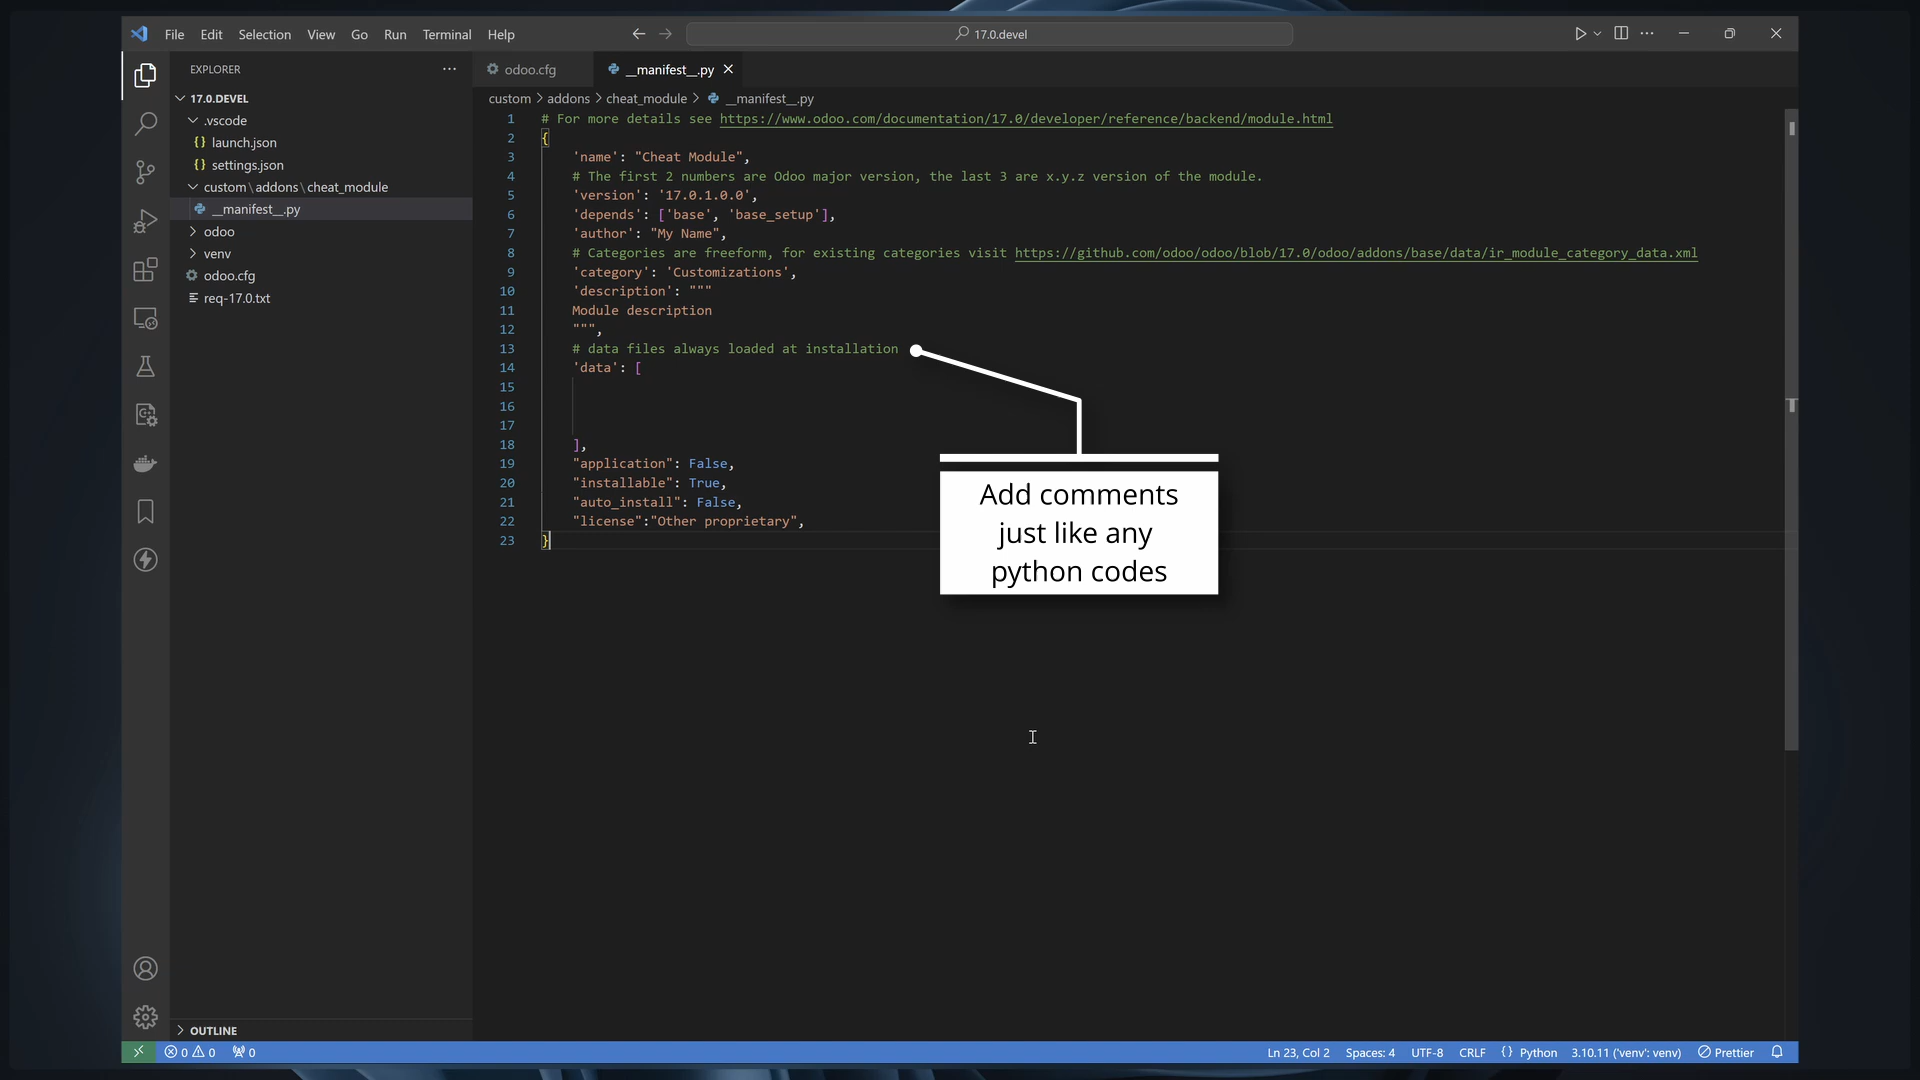 File Edit Selection View Go Run Terminal Help
17.0.devel
EXPLORER
17.0.DEVEL
.vscode
{} launch.json
{} settings.json
custom\addons\cheat_module
__manifest__.py
odoo
venv
odoo.cfg
req-17.0.txt
OUTLINE
odoo.cfg __manifest__.py
custom > addons > cheat_module > __manifest__.py
1 # For more details see https://www.odoo.com/documentation/17.0/developer/reference/backend/module.html
2 {
3 'name': "Cheat Module",
4 # The first 2 numbers are Odoo major version, the last 3 are x.y.z version of the module.
5 'version': '17.0.1.0.0',
6 'depends': ['base', 'base_setup'],
7 'author': "My Name",
8 # Categories are freeform, for existing categories visit https://github.com/odoo/odoo/blob/17.0/odoo/addons/base/data/ir_module_category_data.xml
9 'category': 'Customizations',
10 'description': """
11 Module description
12 """,
13 # data files always loaded at installation
14 'data': [
15
16
17
18 ],
19 "application": False,
20 "installable": True,
21 "auto_install": False,
22 "license":"Other proprietary",
23 }
Add comments
just like any
python codes
0 0 0 Ln 23, Col 2 Spaces: 4 UTF-8 CRLF {} Python 3.10.11 ('venv': venv) Prettier